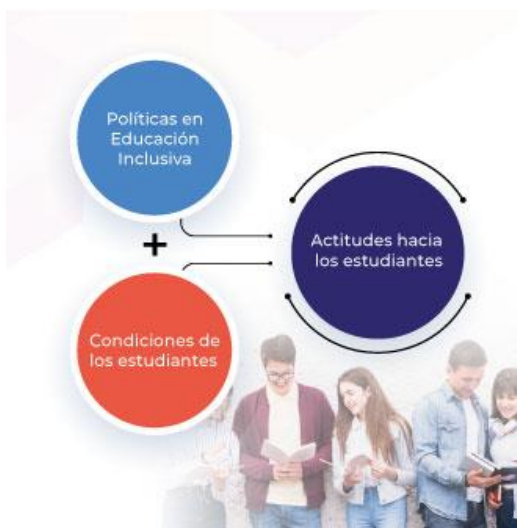 Políticas en
Educación
Inclusiva
+
Condiciones de
los estudiantes
Actitudes hacia
los estudiantes